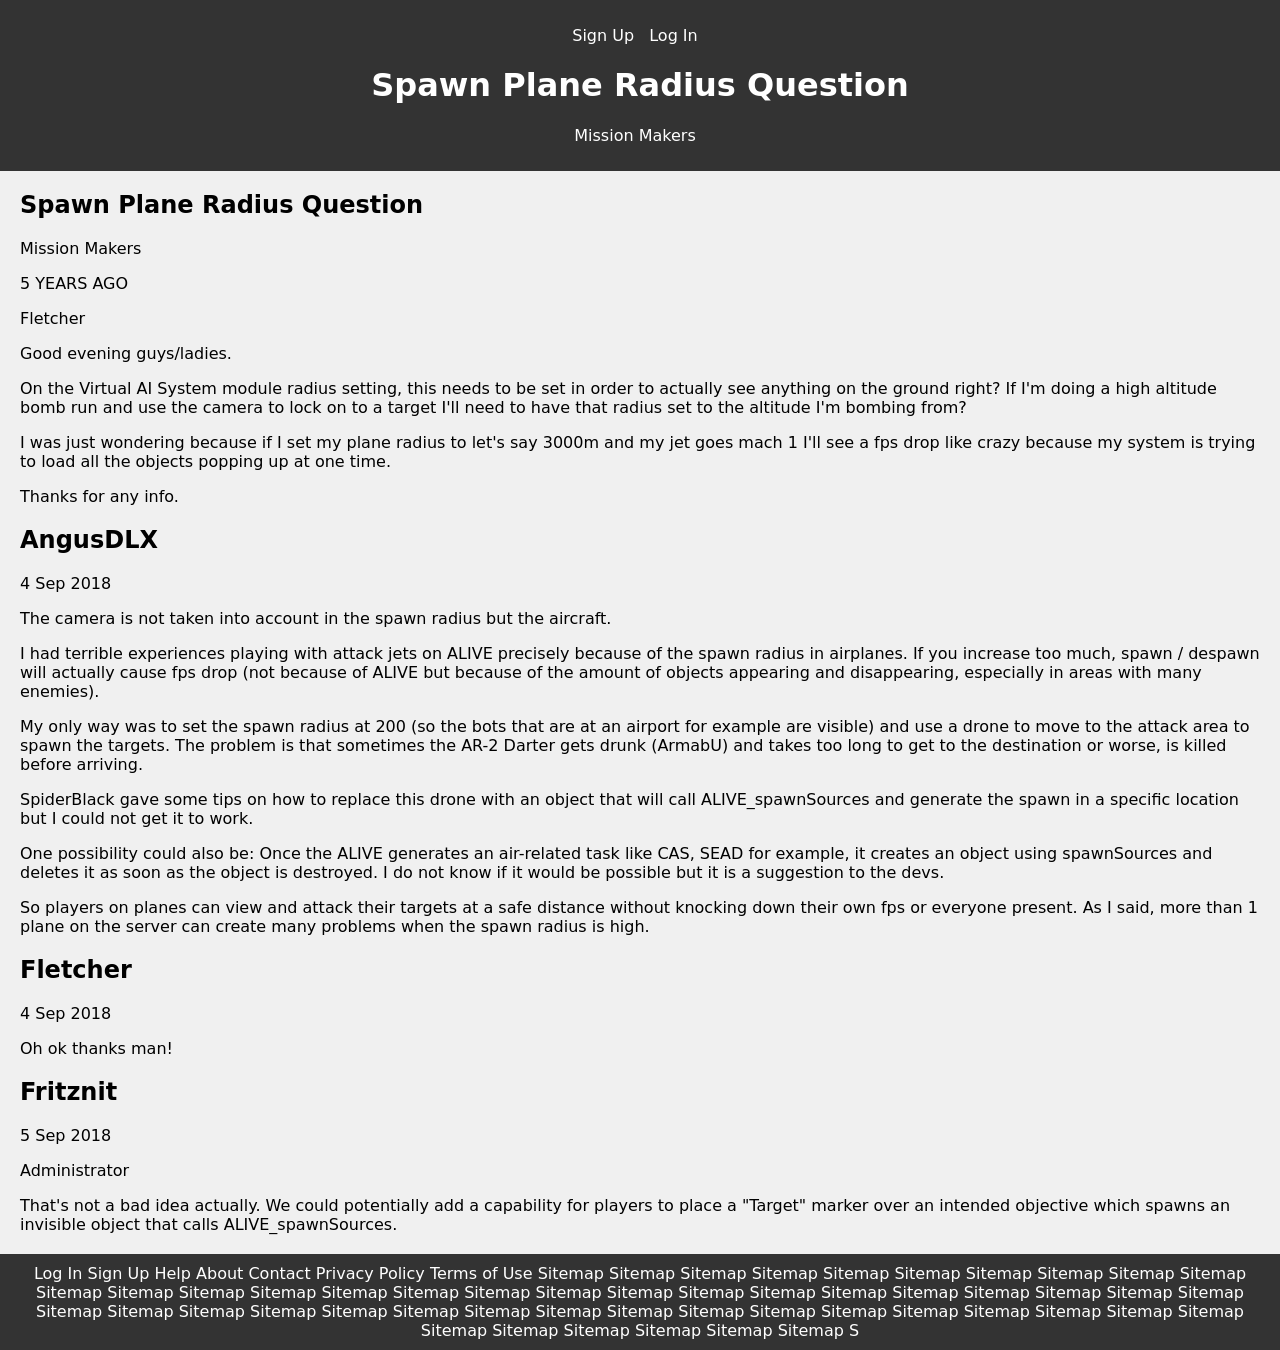 Sign Up Log In
Spawn Plane Radius Question
Mission Makers
Spawn Plane Radius Question
Mission Makers
5 YEARS AGO
Fletcher
Good evening guys/ladies.
On the Virtual AI System module radius setting, this needs to be set in order to actually see anything on the ground right? If I'm doing a high altitude
bomb run and use the camera to lock on to a target I'll need to have that radius set to the altitude I'm bombing from?
I was just wondering because if I set my plane radius to let's say 3000m and my jet goes mach 1 I'll see a fps drop like crazy because my system is trying
to load all the objects popping up at one time.
Thanks for any info.
AngusDLX
4 Sep 2018
The camera is not taken into account in the spawn radius but the aircraft.
I had terrible experiences playing with attack jets on ALIVE precisely because of the spawn radius in airplanes. If you increase too much, spawn / despawn
will actually cause fps drop (not because of ALIVE but because of the amount of objects appearing and disappearing, especially in areas with many
enemies).
My only way was to set the spawn radius at 200 (so the bots that are at an airport for example are visible) and use a drone to move to the attack area to
spawn the targets. The problem is that sometimes the AR-2 Darter gets drunk (ArmabU) and takes too long to get to the destination or worse, is killed
before arriving.
SpiderBlack gave some tips on how to replace this drone with an object that will call ALIVE_spawnSources and generate the spawn in a specific location
but I could not get it to work.
One possibility could also be: Once the ALIVE generates an air-related task like CAS, SEAD for example, it creates an object using spawnSources and
deletes it as soon as the object is destroyed. I do not know if it would be possible but it is a suggestion to the devs.
So players on planes can view and attack their targets at a safe distance without knocking down their own fps or everyone present. As I said, more than 1
plane on the server can create many problems when the spawn radius is high.
Fletcher
4 Sep 2018
Oh ok thanks man!
Fritznit
5 Sep 2018
Administrator
That's not a bad idea actually. We could potentially add a capability for players to place a "Target" marker over an intended objective which spawns an
invisible object that calls ALIVE_spawnSources.
Log In Sign Up Help About Contact Privacy Policy Terms of Use Sitemap Sitemap Sitemap Sitemap Sitemap Sitemap Sitemap Sitemap Sitemap Sitemap
Sitemap Sitemap Sitemap Sitemap Sitemap Sitemap Sitemap Sitemap Sitemap Sitemap Sitemap Sitemap Sitemap Sitemap Sitemap Sitemap Sitemap
Sitemap Sitemap Sitemap Sitemap Sitemap Sitemap Sitemap Sitemap Sitemap Sitemap Sitemap Sitemap Sitemap Sitemap Sitemap Sitemap Sitemap
Sitemap Sitemap Sitemap Sitemap Sitemap Sitemap S